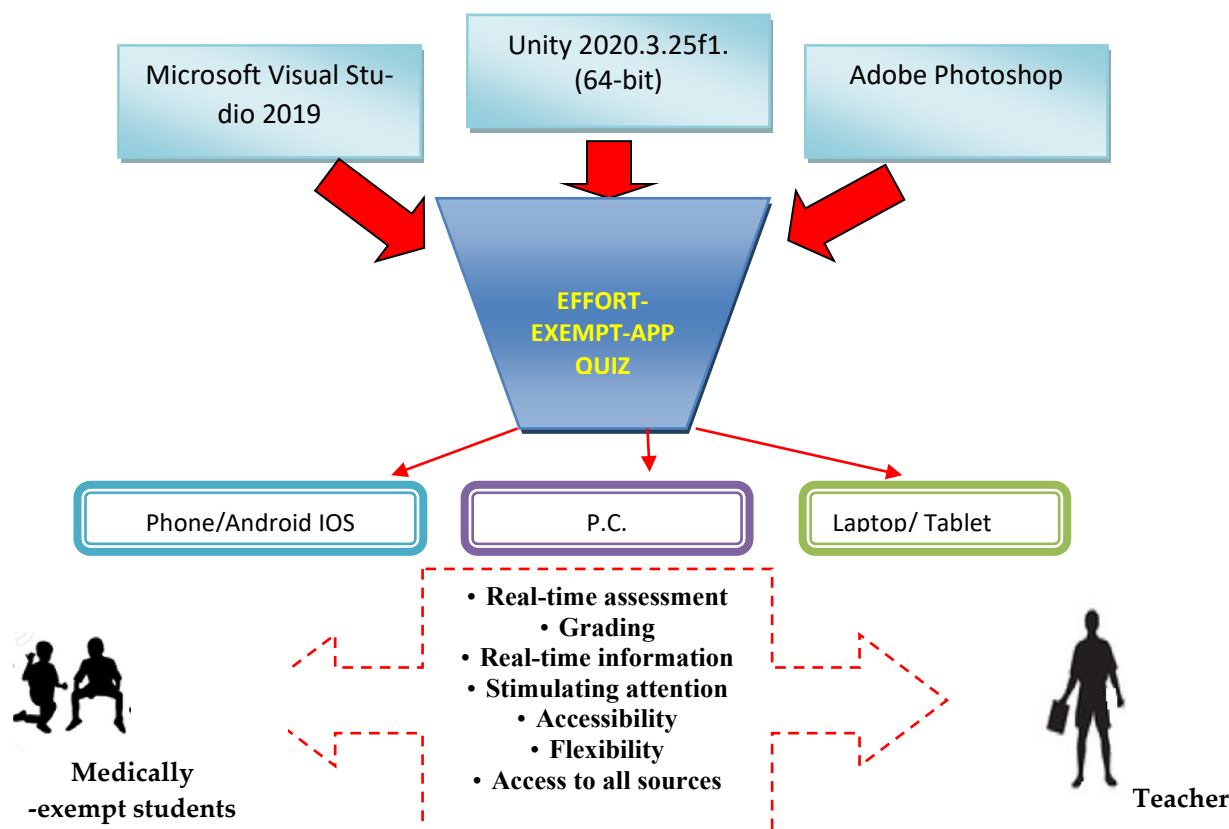 Microsoft Visual Stu-
dio 2019
Unity 2020.3.25f1.
(64-bit)
Adobe Photoshop
EFFORT-
EXEMPT-APP
QUIZ
Phone/Android IOS
P.C.
Laptop/ Tablet
• Real-time assessment
• Grading
• Real-time information
• Stimulating attention
• Accessibility
• Flexibility
• Access to all sources
Medically
-exempt students
Teacher